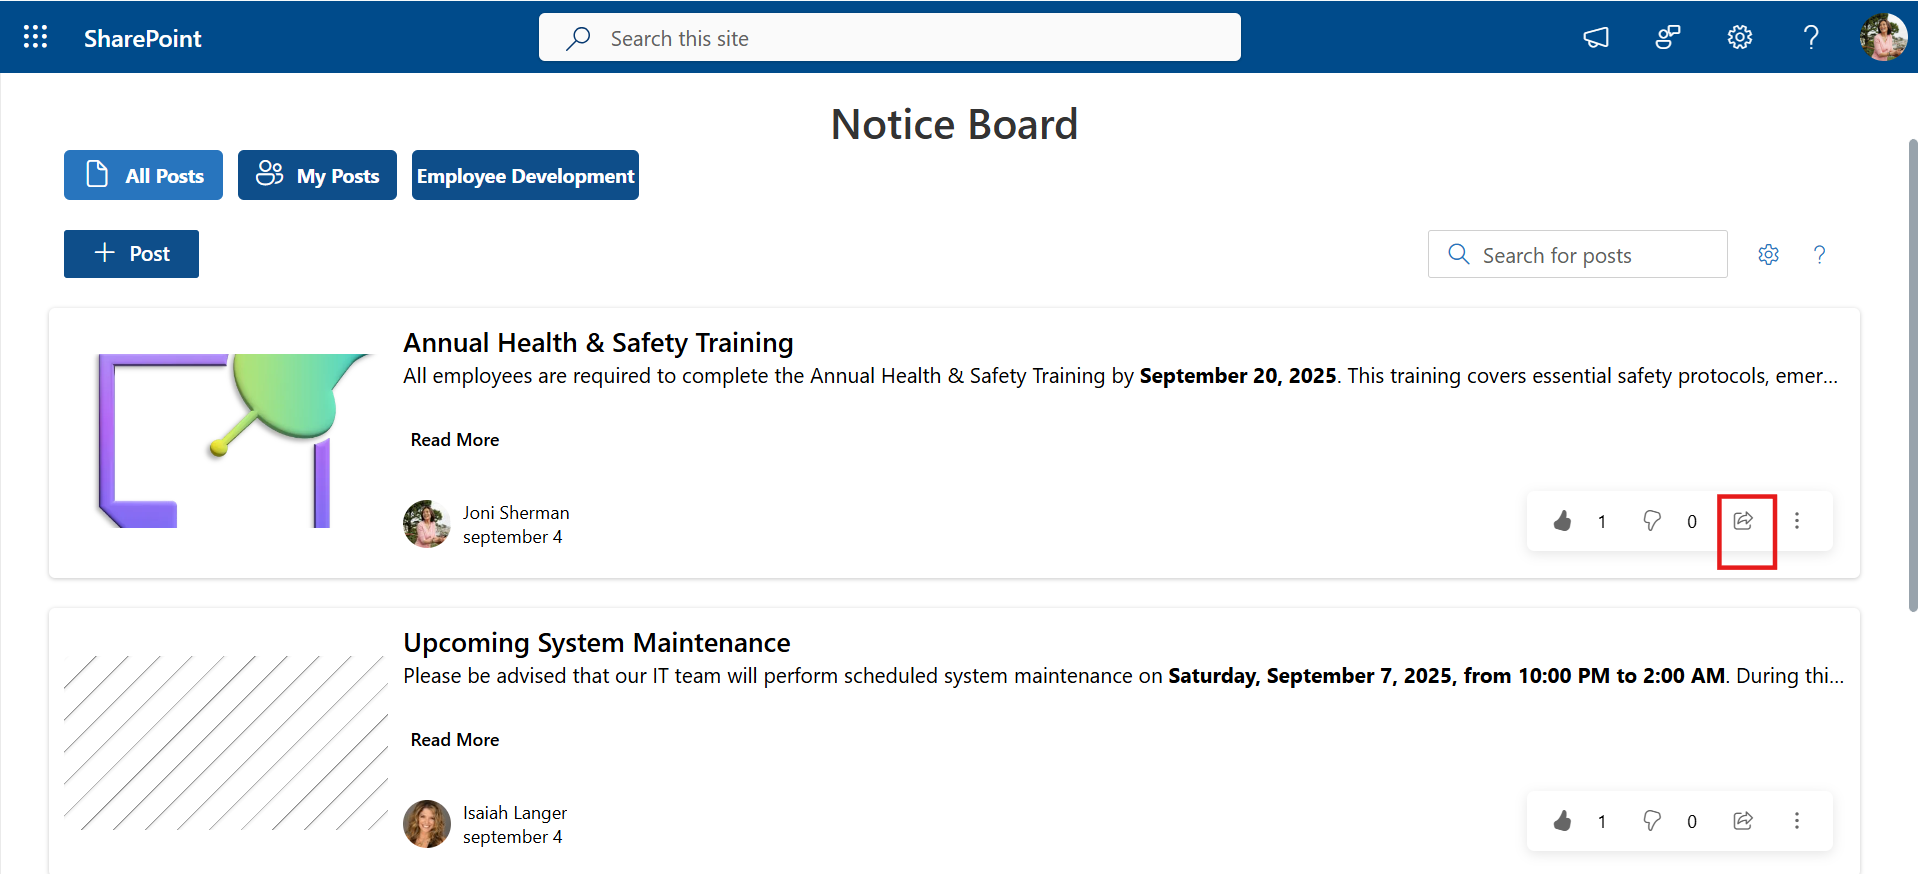 SharePoint
Search this site
Notice Board
All Posts
My Posts
Employee Development
Post
Search for posts
Annual Health & Safety Training
All employees are required to complete the Annual Health & Safety Training by September 20, 2025. This training covers essential safety protocols, emer...
Read More
Joni Sherman
september 4
1
0
Upcoming System Maintenance
Please be advised that our IT team will perform scheduled system maintenance on Saturday, September 7, 2025, from 10:00 PM to 2:00 AM. During thi...
Read More
Isaiah Langer
september 4
1
0